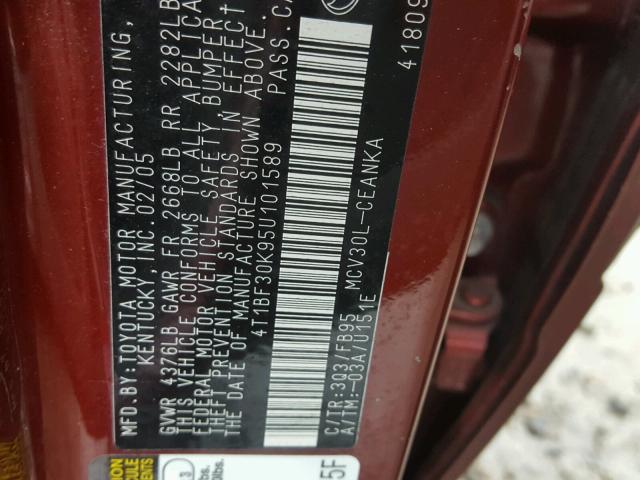 MFD. BY: TOYOTA MOTOR MANUFACTURING,
KENTUCKY, INC. 02/05
GVWR 4376LB GAWR FR 2668LB RR 2282LB
THIS VEHICLE CONFORMS TO ALL APPLICA
FEDERAL MOTOR VEHICLE SAFETY, BUMPER,
THEFT PREVENTION STANDARDS IN EFFECT
THE DATE OF MANUFACTURE SHOWN ABOVE.
4T1BF30K95U101589 PASS.CA
C/TR:3Q3/FB95 MCV30L-CEANKA
A/TM:-03A/U151E
41809
5F